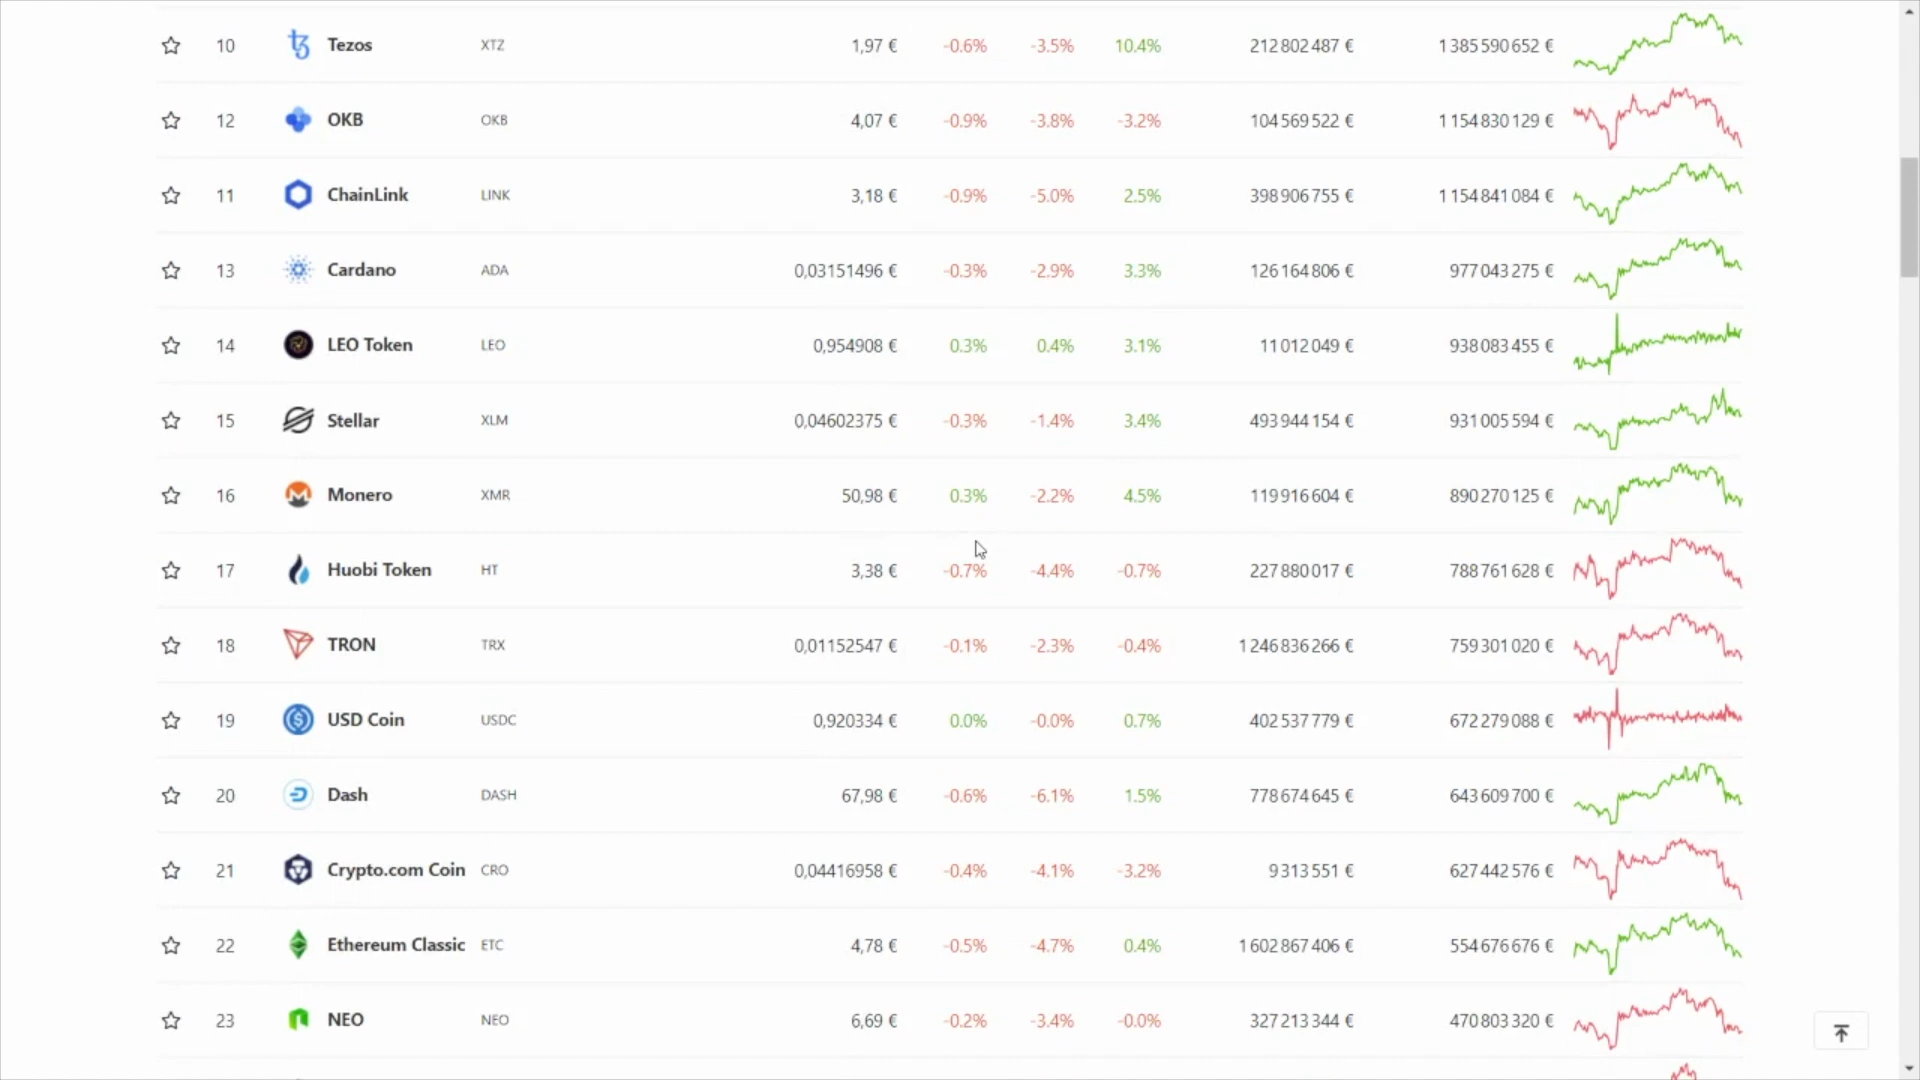 10 Tezos XTZ 1,97 € -0.6% -3.5% 10.4% 212 802 487 € 1 385 590 652 €
12 OKB OKB 4,07 € -0.9% -3.8% -3.2% 104 569 522 € 1 154 830 129 €
11 ChainLink LINK 3,18 € -0.9% -5.0% 2.5% 398 906 755 € 1 154 841 084 €
13 Cardano ADA 0,03151496 € -0.3% -2.9% 3.3% 126 164 806 € 977 043 275 €
14 LEO Token LEO 0,954908 € 0.3% 0.4% 3.1% 11 012 049 € 938 083 455 €
15 Stellar XLM 0,04602375 € -0.3% -1.4% 3.4% 493 944 154 € 931 005 594 €
16 Monero XMR 50,98 € 0.3% -2.2% 4.5% 119 916 604 € 890 270 125 €
17 Huobi Token HT 3,38 € -0.7% -4.4% -0.7% 227 880 017 € 788 761 628 €
18 TRON TRX 0,01152547 € -0.1% -2.3% -0.4% 1 246 836 266 € 759 301 020 €
19 USD Coin USDC 0,920334 € 0.0% -0.0% 0.7% 402 537 779 € 672 279 088 €
20 Dash DASH 67,98 € -0.6% -6.1% 1.5% 778 674 645 € 643 609 700 €
21 Crypto.com Coin CRO 0,04416958 € -0.4% -4.1% -3.2% 9 313 551 € 627 442 576 €
22 Ethereum Classic ETC 4,78 € -0.5% -4.7% 0.4% 1 602 867 406 € 554 676 676 €
23 NEO NEO 6,69 € -0.2% -3.4% -0.0% 327 213 344 € 470 803 320 €